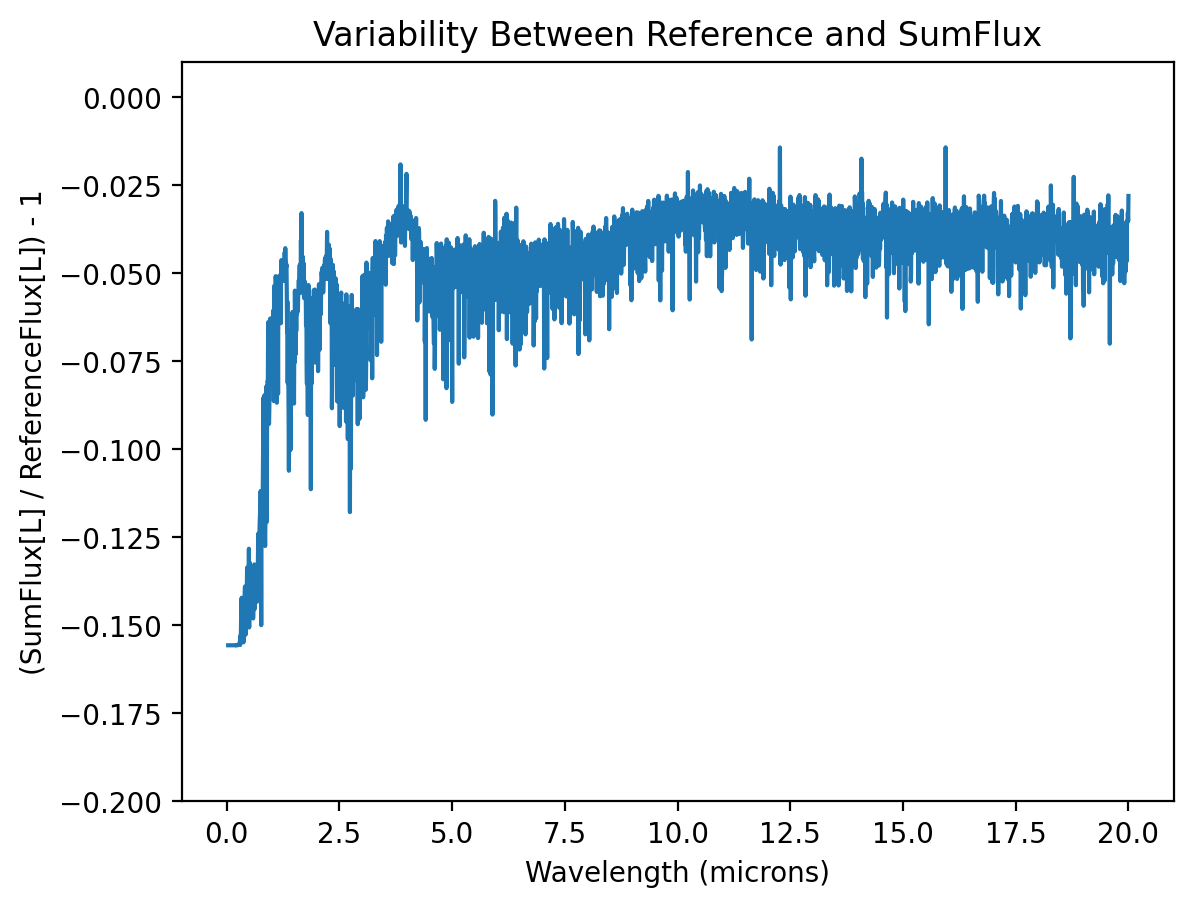 Variability Between Reference and SumFlux
(SumFlux[L] / ReferenceFlux[L]) - 1
0.000
−0.025
−0.050
−0.075
−0.100
−0.125
−0.150
−0.175
−0.200
0.0 2.5 5.0 7.5 10.0 12.5 15.0 17.5 20.0
Wavelength (microns)